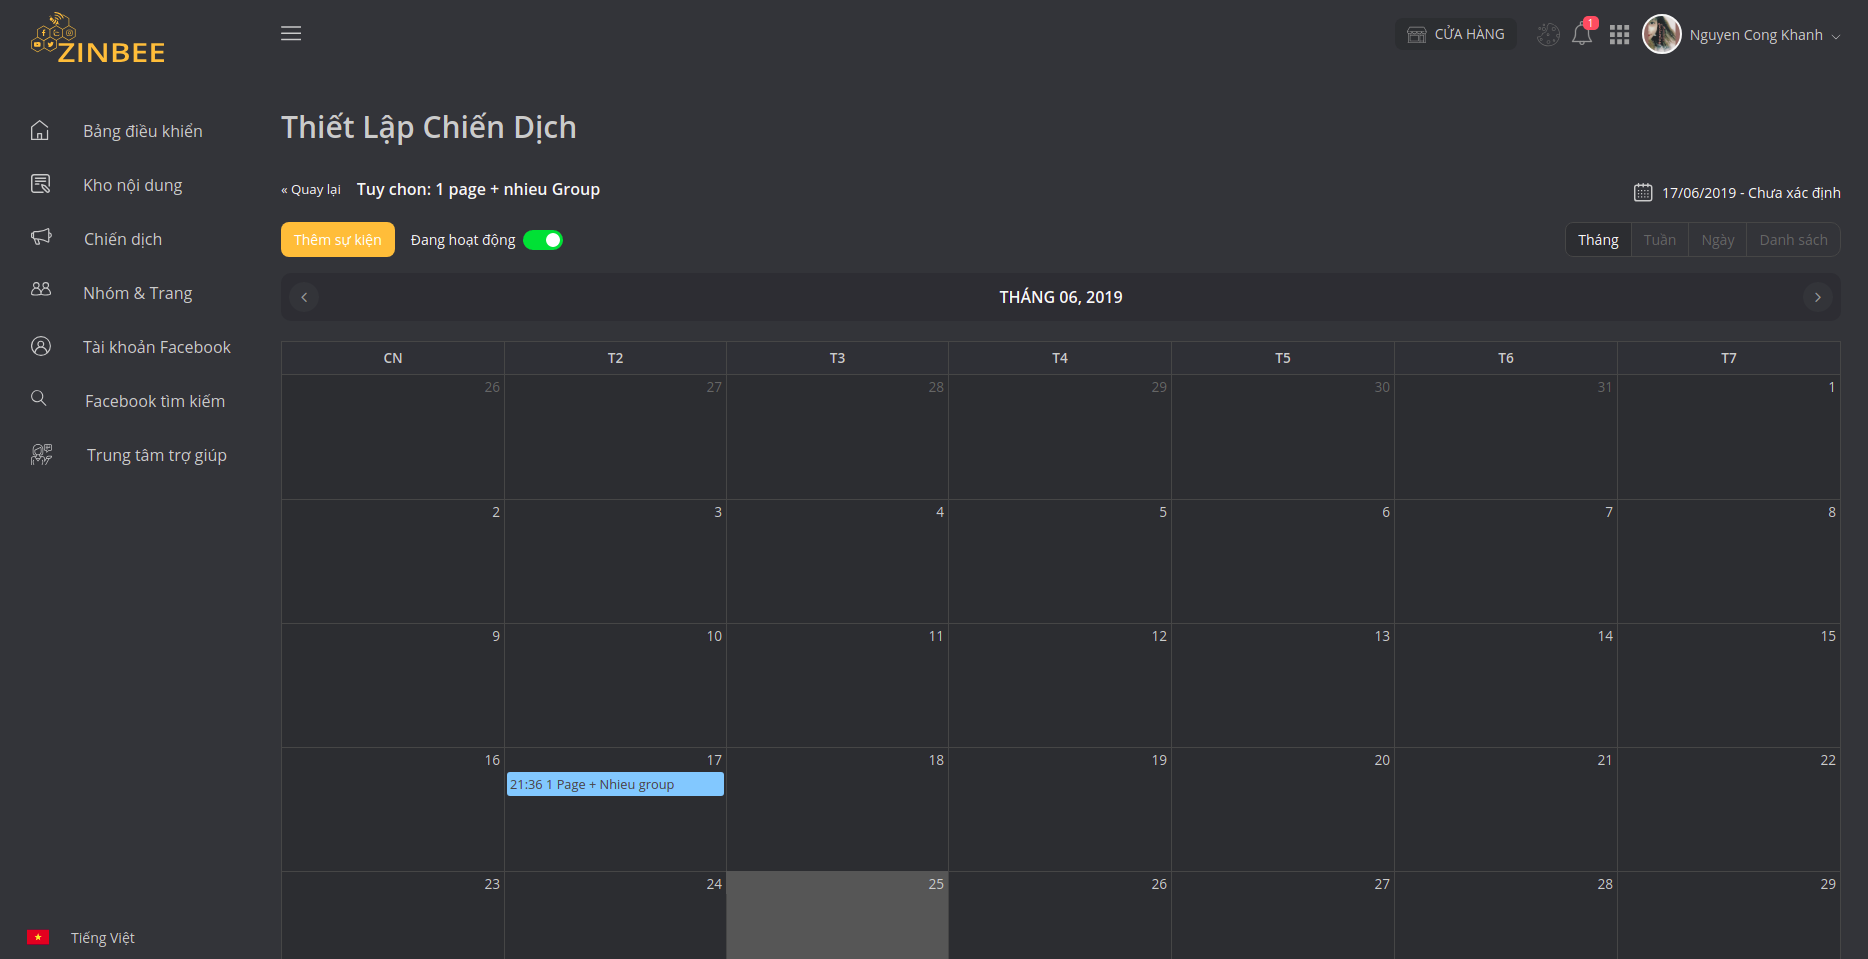 ZINBEE
CỬA HÀNG
1
Nguyen Cong Khanh
Bảng điều khiển
Kho nội dung
Chiến dịch
Nhóm & Trang
Tài khoản Facebook
Facebook tìm kiếm
Trung tâm trợ giúp
Tiếng Việt
Thiết Lập Chiến Dịch
« Quay lại Tuy chon: 1 page + nhieu Group
17/06/2019 - Chưa xác định
Thêm sự kiện Đang hoạt động
Tháng Tuần Ngày Danh sách
THÁNG 06, 2019
CN T2 T3 T4 T5 T6 T7
26 27 28 29 30 31 1
2 3 4 5 6 7 8
9 10 11 12 13 14 15
16 17 18 19 20 21 22
21:36 1 Page + Nhieu group
23 24 25 26 27 28 29